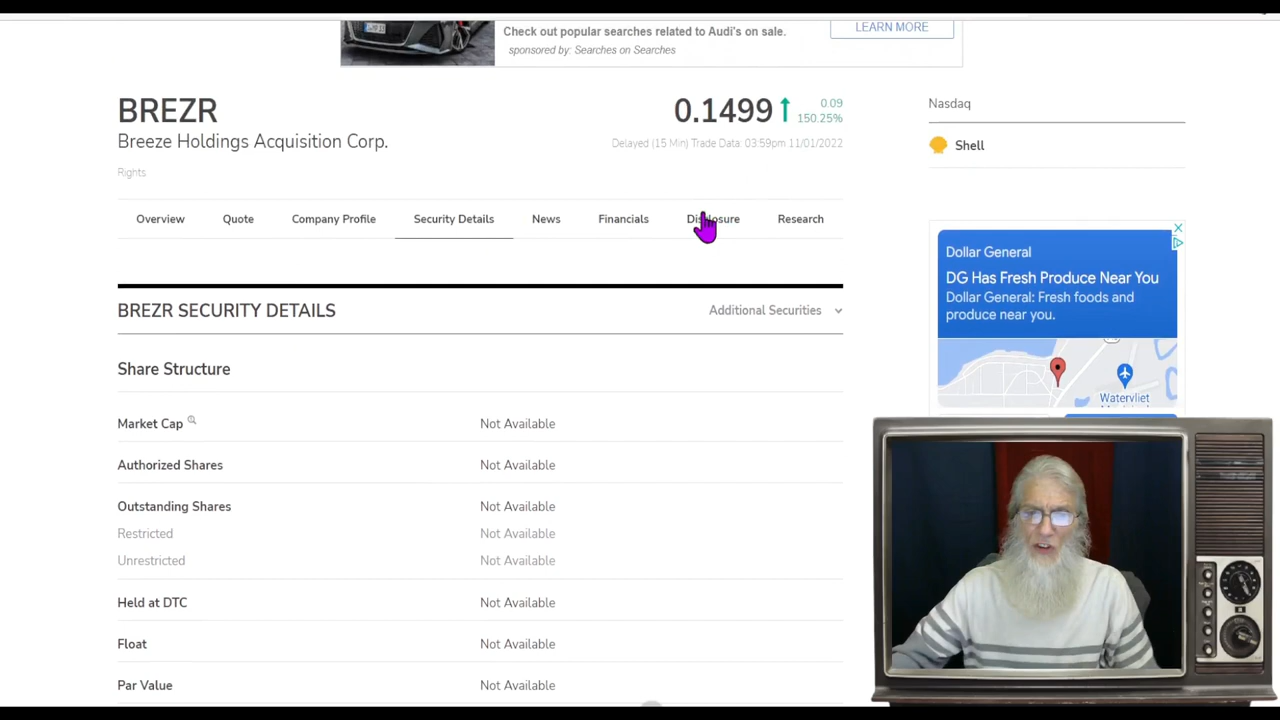 Check out popular searches related to Audi's on sale.
sponsored by: Searches on Searches
LEARN MORE
BREZR
Breeze Holdings Acquisition Corp.
Rights
0.1499
0.09
150.25%
Delayed (15 Min) Trade Data: 03:59pm 11/01/2022
Nasdaq
Shell
Overview
Quote
Company Profile
Security Details
News
Financials
Disclosure
Research
BREZR SECURITY DETAILS
Additional Securities
Share Structure
Market Cap
Not Available
Authorized Shares
Not Available
Outstanding Shares
Not Available
Restricted
Not Available
Unrestricted
Not Available
Held at DTC
Not Available
Float
Not Available
Par Value
Not Available
Dollar General
DG Has Fresh Produce Near You
Dollar General: Fresh foods and
produce near you.
Watervliet